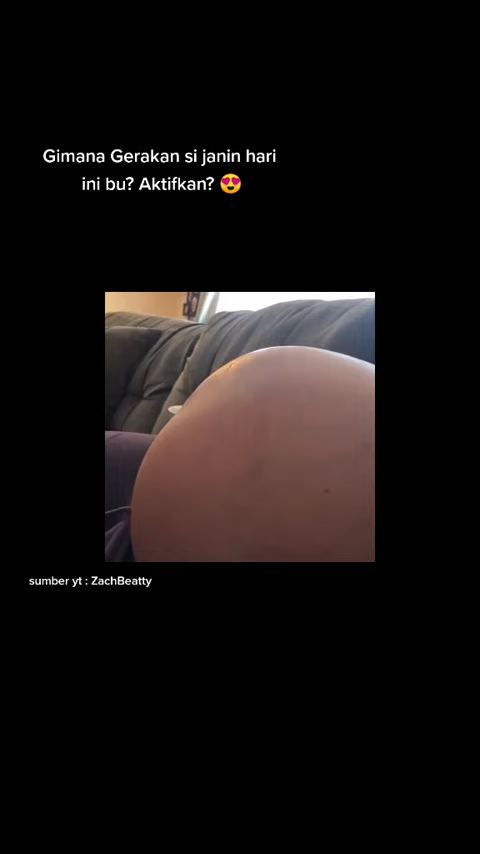 Gimana Gerakan si janin hari
ini bu? Aktifkan? 😍
sumber yt : ZachBeatty